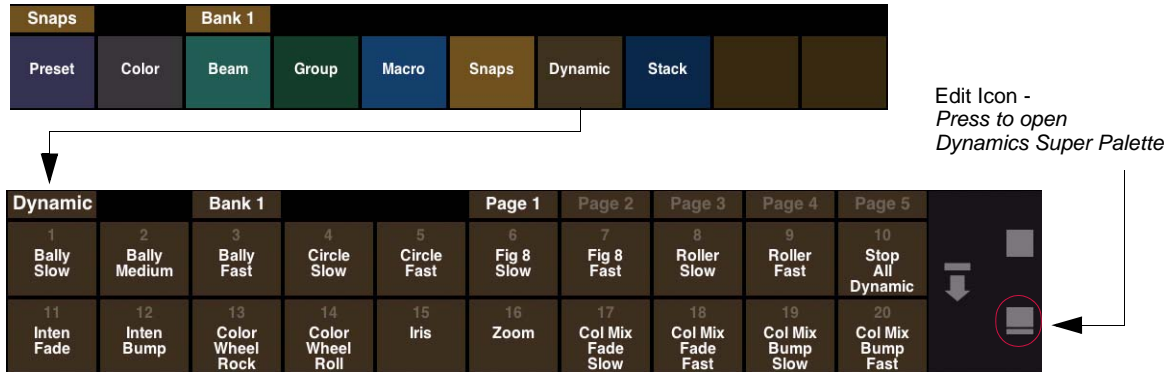 Snaps Bank 1
Preset Color Beam Group Macro Snaps Dynamic Stack
Edit Icon -
Press to open
Dynamics Super Palette
Dynamic Bank 1 Page 1 Page 2 Page 3 Page 4 Page 5
1 2 3 4 5 6 7 8 9 10
Bally Bally Bally Circle Circle Fig 8 Fig 8 Roller Roller Stop
Slow Medium Fast Slow Fast Slow Fast Slow Fast All
Dynamic
11 12 13 14 15 16 17 18 19 20
Inten Inten Color Color Iris Zoom Col Mix Col Mix Col Mix Col Mix
Fade Bump Wheel Wheel Fade Fade Bump Bump
Rock Roll Slow Fast Slow Fast